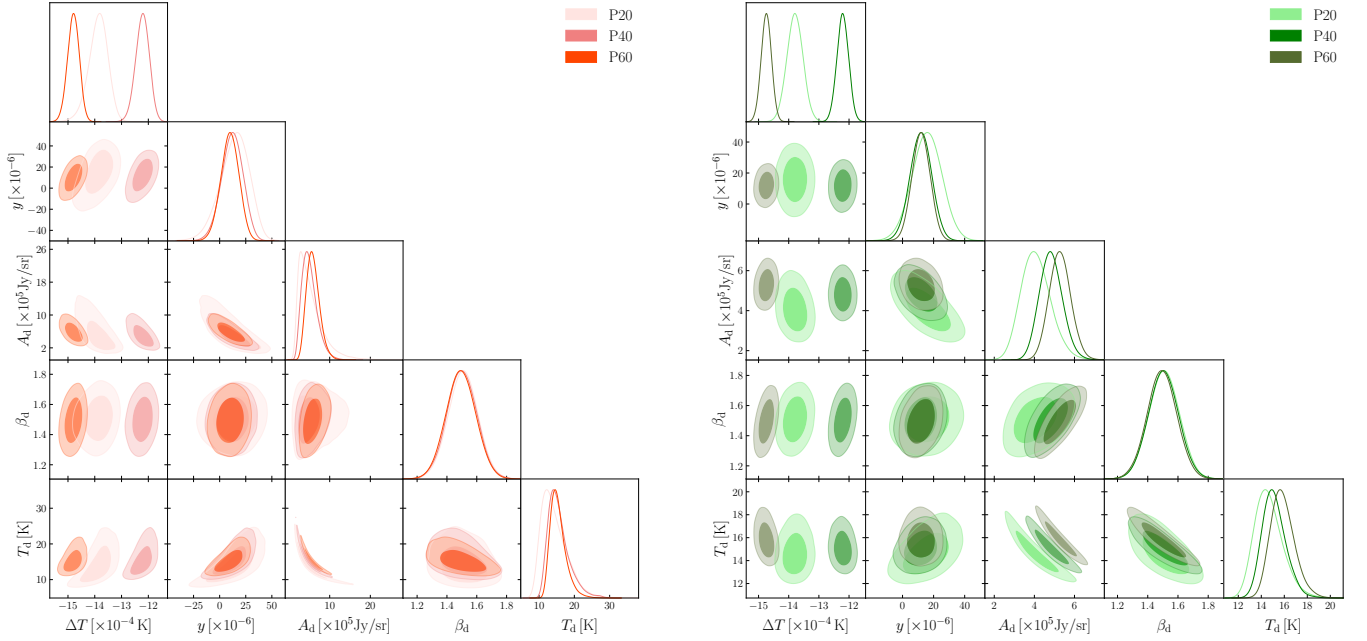 P20
P40
P60
40
20
0
−20
−40
y [×10⁻⁶]
26
18
10
2
A_d [×10⁵Jy/sr]
1.8
1.6
1.4
1.2
β_d
30
20
10
T_d [K]
−15 −14 −13 −12
ΔT [×10⁻⁴ K]
−25 0 25 50
y [×10⁻⁶]
10 20
A_d [×10⁵Jy/sr]
1.2 1.4 1.6 1.8
β_d
10 20 30
T_d [K]
P20
P40
P60
40
20
0
y [×10⁻⁶]
6
4
2
A_d [×10⁵Jy/sr]
1.8
1.6
1.4
1.2
β_d
20
18
16
14
12
T_d [K]
−15 −14 −13 −12
ΔT [×10⁻⁴ K]
0 20 40
y [×10⁻⁶]
2 4 6
A_d [×10⁵Jy/sr]
1.2 1.4 1.6 1.8
β_d
12 14 16 18 20
T_d [K]